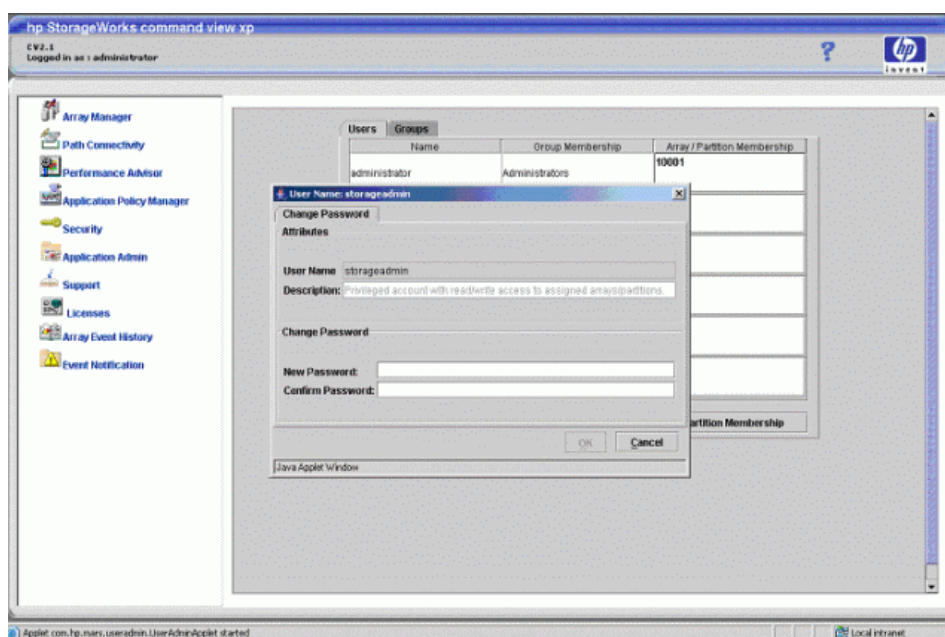 hp StorageWorks command view xp
CV2.1
Logged in as : administrator
?
hp
invent
Array Manager
Path Connectivity
Performance Advisor
Application Policy Manager
Security
Application Admin
Support
Licenses
Array Event History
Event Notification
Users Groups
Name Group Membership Array / Partition Membership
administrator Administrators 10001
User Name: storageadmin
Change Password
Attributes
User Name storageadmin
Description: Privileged account with read/write access to assigned arrays/partitions.
Change Password
New Password:
Confirm Password:
OK Cancel
artition Membership
Java Applet Window
Applet com.hp.mars.useradmin.UserAdminApplet started Local intranet